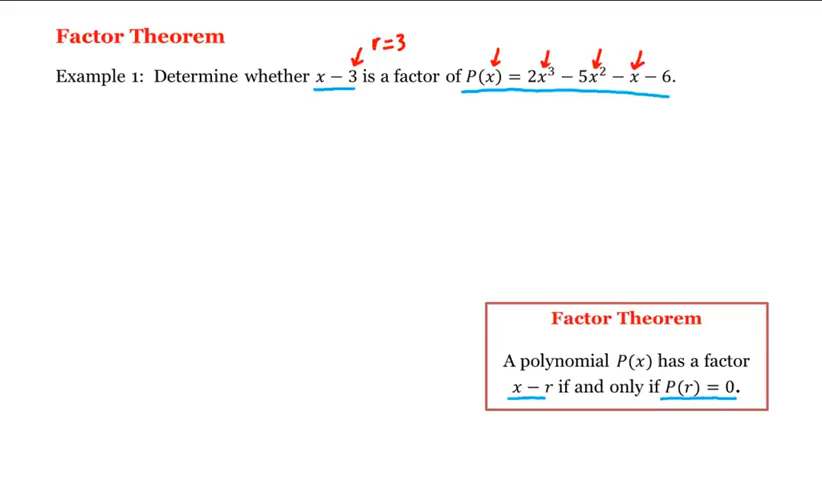 Factor Theorem
r=3
Example 1: Determine whether x − 3 is a factor of P(x) = 2x³ − 5x² − x − 6.
Factor Theorem
A polynomial P(x) has a factor
x − r if and only if P(r) = 0.